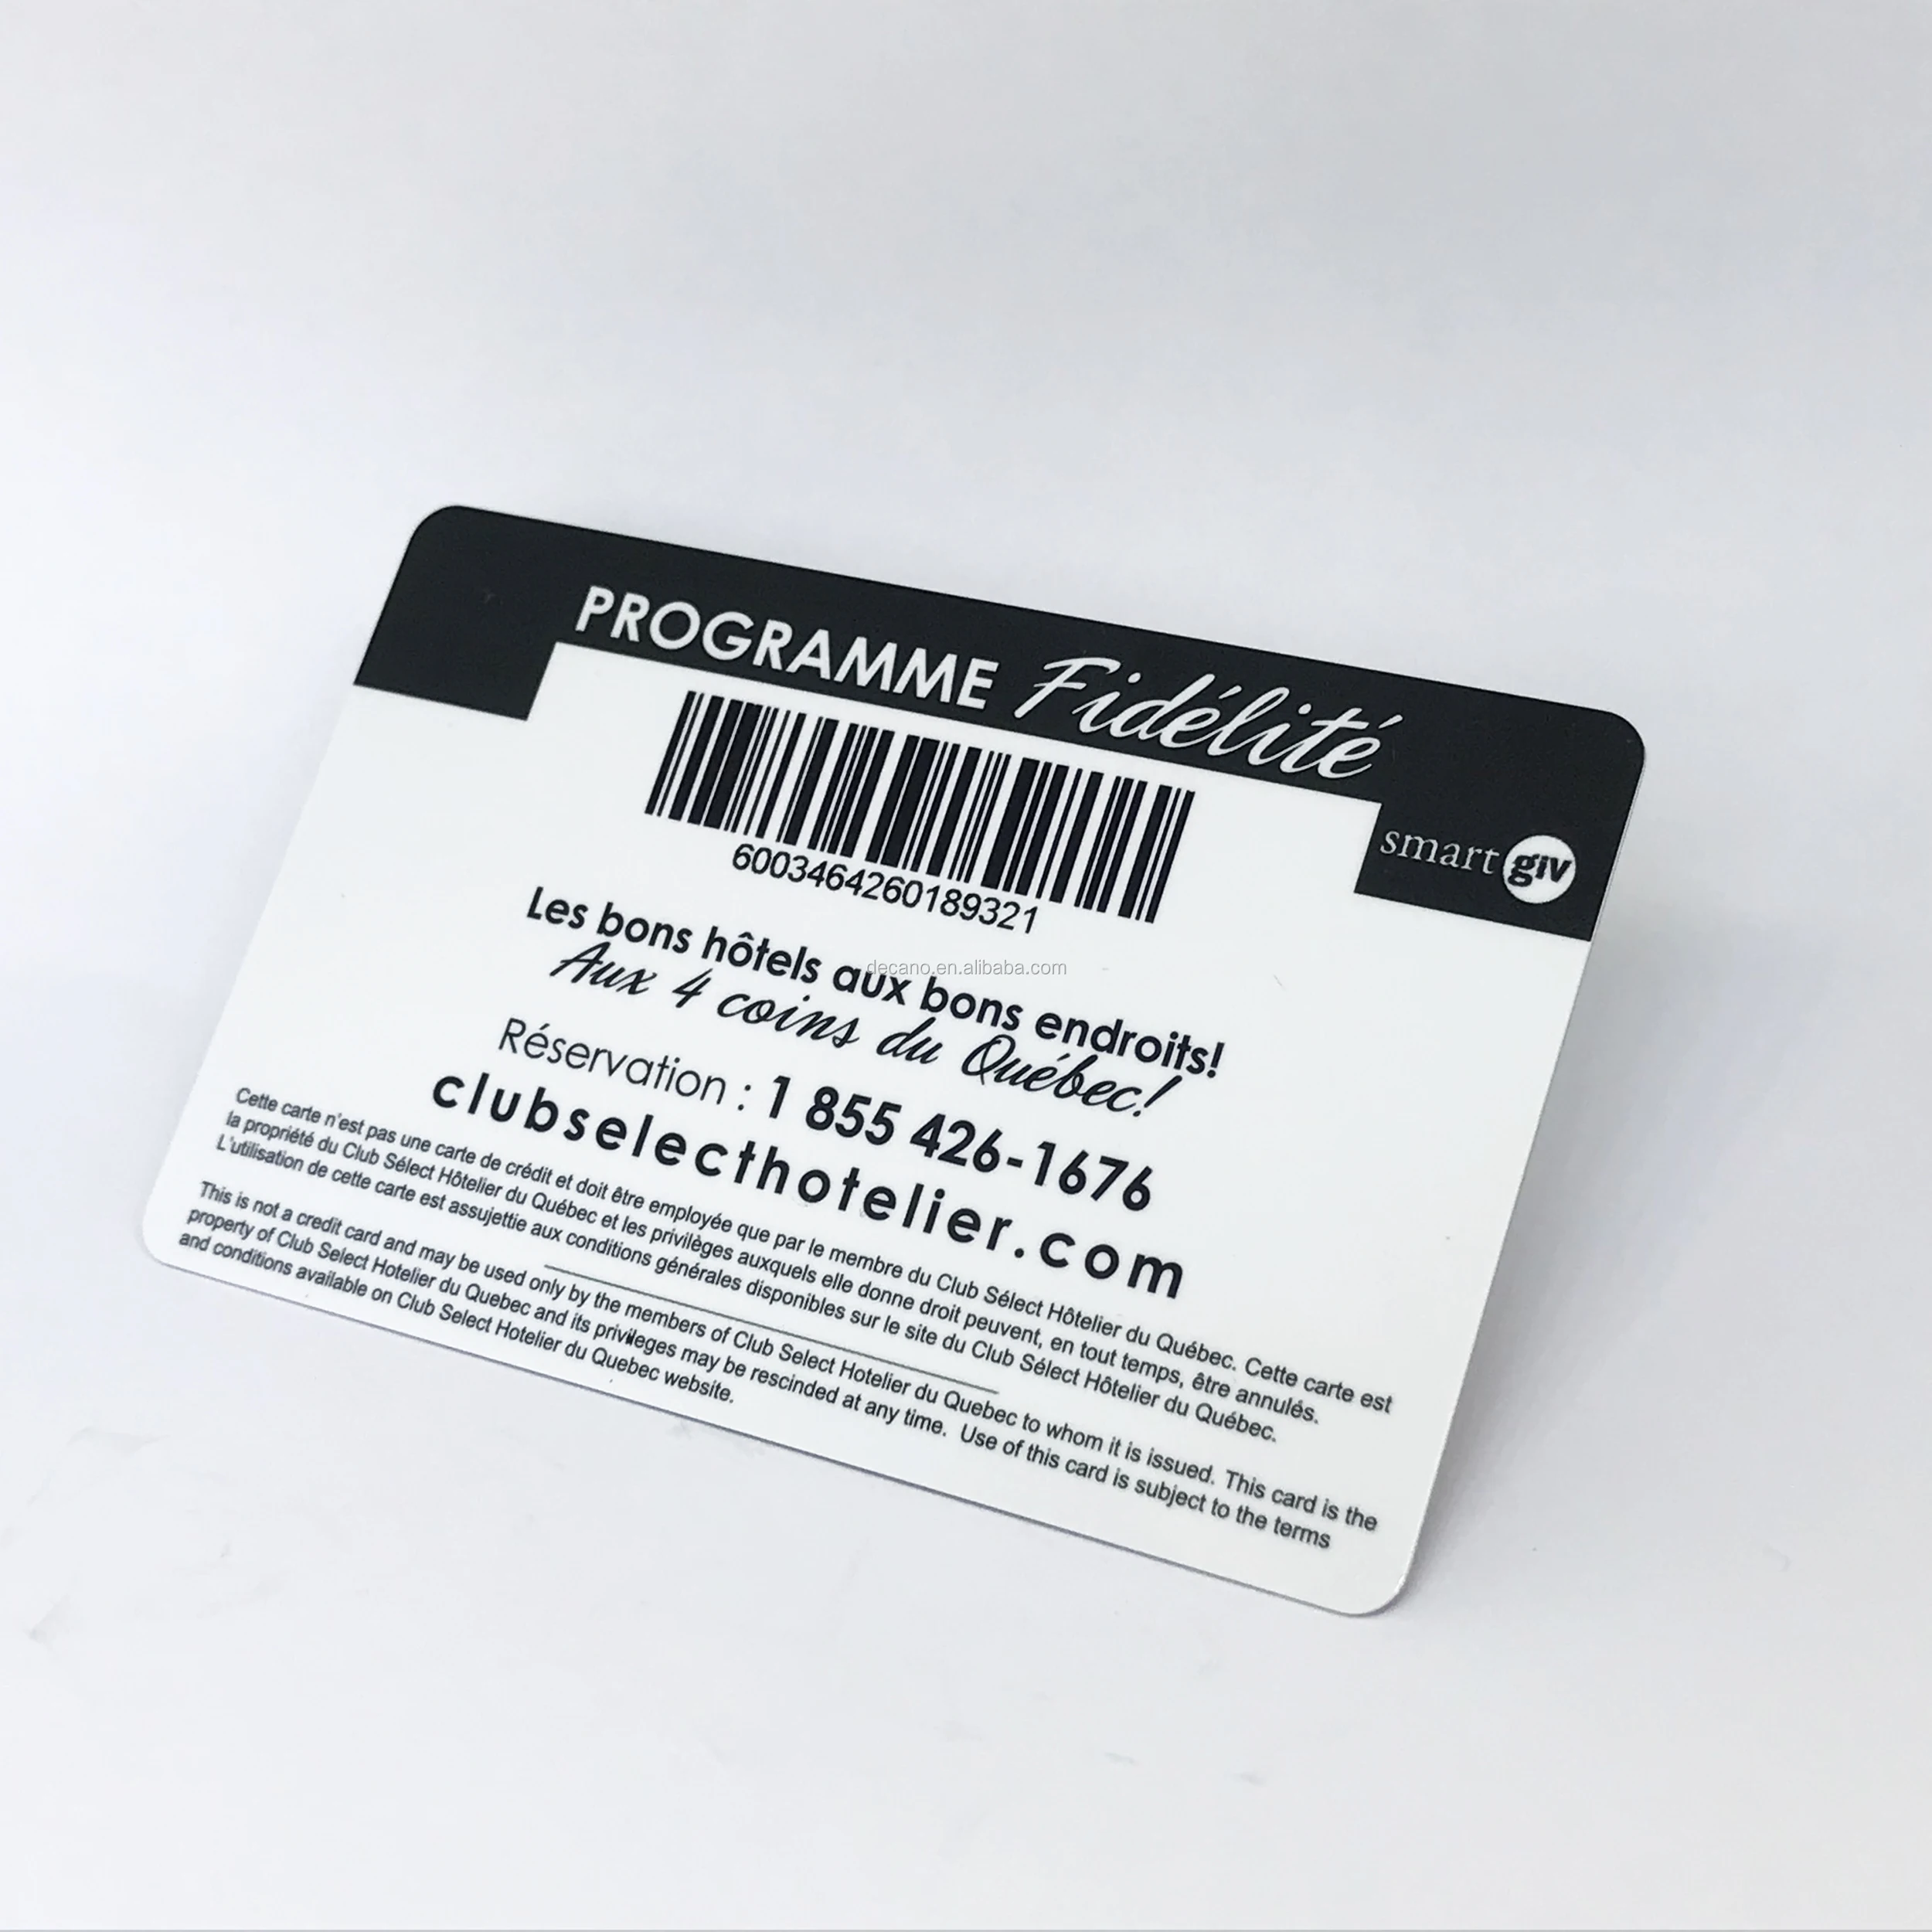 PROGRAMME Fidélité
6003464260189321
smart giv
Les bons hôtels aux bons endroits!
Aux 4 coins du Québec!
Réservation : 1 855 426-1676
clubselecthotelier.com
Cette carte n'est pas une carte de crédit et doit être employée que par le membre du Club Sélect Hôtelier du Québec. Cette carte est
la propriété du Club Sélect Hôtelier du Québec et les privilèges auxquels elle donne droit peuvent, en tout temps, être annulés.
L'utilisation de cette carte est assujettie aux conditions générales disponibles sur le site du Club Sélect Hôtelier du Québec.
This is not a credit card and may be used only by the members of Club Select Hotelier du Quebec to whom it is issued. This card is the
property of Club Select Hotelier du Quebec and its privileges may be rescinded at any time. Use of this card is subject to the terms
and conditions available on Club Select Hotelier du Quebec website.
decano.en.alibaba.com